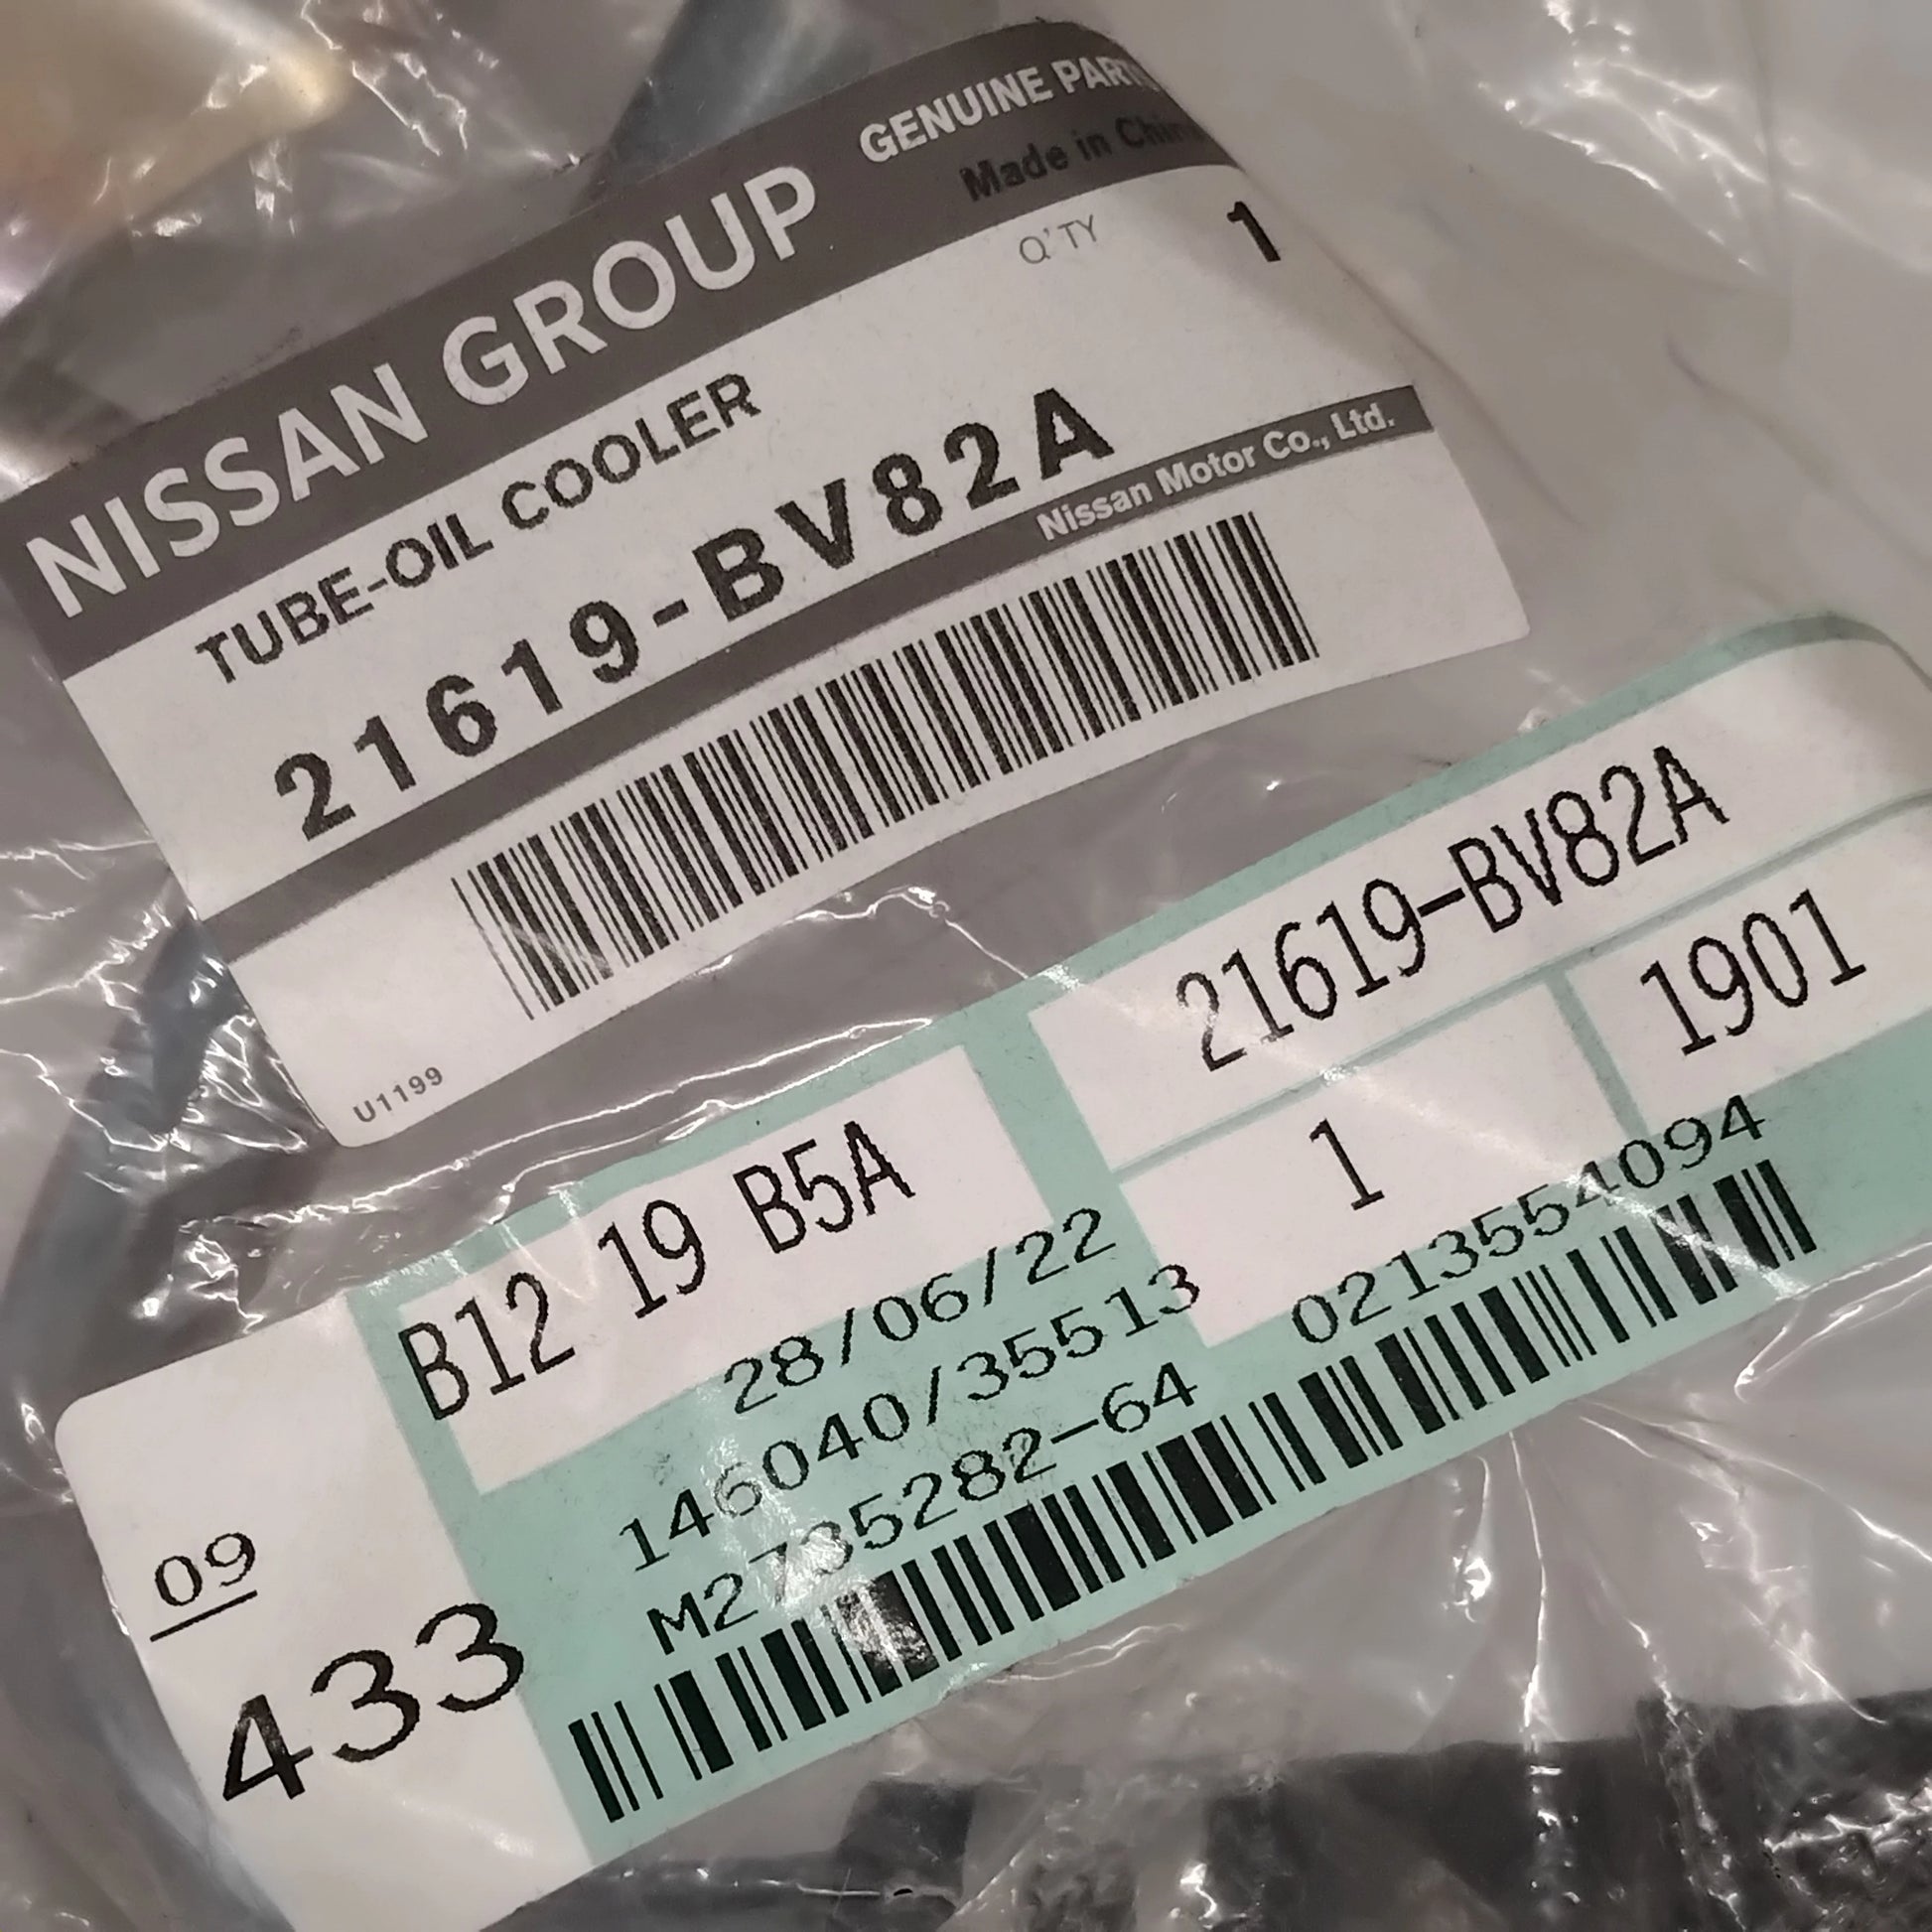 NISSAN GROUP
GENUINE PARTS
Made in China
TUBE-OIL COOLER
Q'TY 1
21619-BV82A
Nissan Motor Co., Ltd.
U1199
21619-BV82A
B12 19 B5A
1
1901
28/06/22
146040/35513
0213554094
M2735282-64
09
433